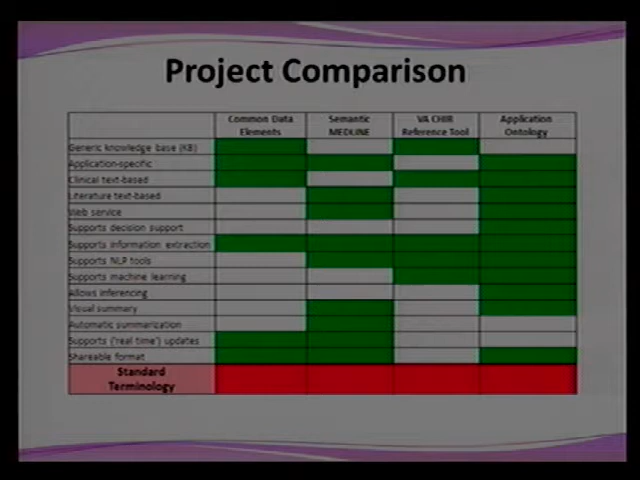 Project Comparison
Common Data Elements
Semantic MEDLINE
VA CHIR Reference Tool
Application Ontology
Generic knowledge base (KB)
Application-specific
Clinical text-based
Literature text-based
Web service
Supports decision support
Supports information extraction
Supports NLP tools
Supports machine learning
Allows inferencing
Visual summary
Automatic summarization
Supports ('real time') updates
Shareable format
Standard
Terminology